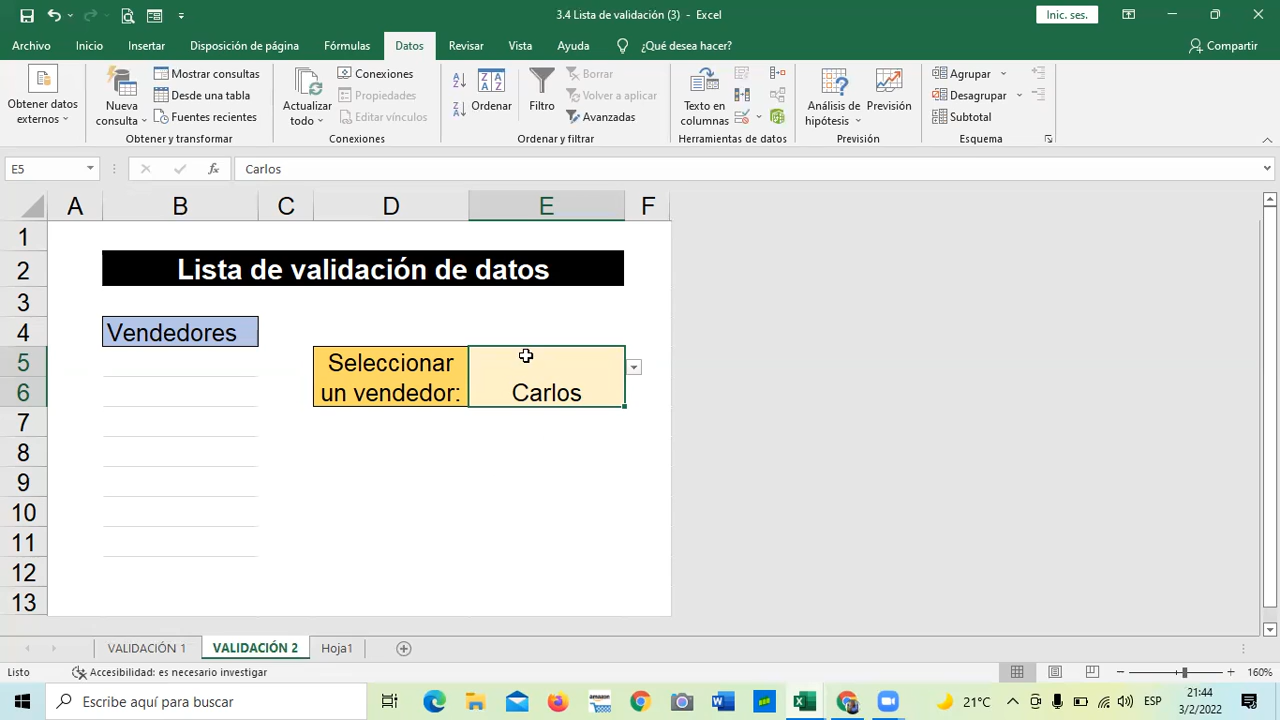 3.4 Lista de validación (3) - Excel
Inic. ses.
Archivo Inicio Insertar Disposición de página Fórmulas Datos Revisar Vista Ayuda ¿Qué desea hacer? Compartir
Obtener datos externos
Nueva consulta
Mostrar consultas
Desde una tabla
Fuentes recientes
Obtener y transformar
Actualizar todo
Conexiones
Propiedades
Editar vínculos
Conexiones
Ordenar
Filtro
Borrar
Volver a aplicar
Avanzadas
Ordenar y filtrar
Texto en columnas
Herramientas de datos
Análisis de hipótesis
Previsión
Previsión
Agrupar
Desagrupar
Subtotal
Esquema
E5 fx Carlos
A B C D E F
1
2 Lista de validación de datos
3
4 Vendedores
5 Seleccionar
6 un vendedor: Carlos
7
8
9
10
11
12
13
VALIDACIÓN 1 VALIDACIÓN 2 Hoja1
Listo Accesibilidad: es necesario investigar 160%
Escribe aquí para buscar 21°C ESP 21:44
3/2/2022